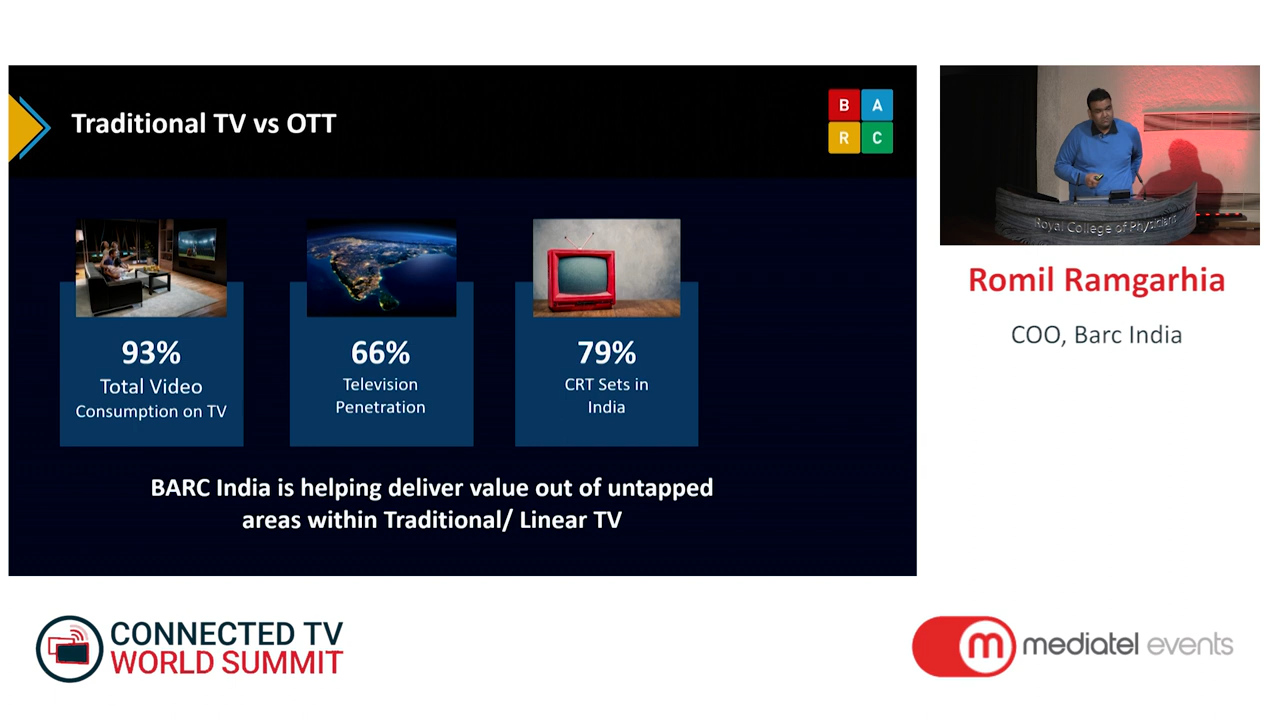 Traditional TV vs OTT
B A
R C
93%
Total Video
Consumption on TV
66%
Television
Penetration
79%
CRT Sets in
India
BARC India is helping deliver value out of untapped
areas within Traditional/ Linear TV
Royal College of Physicians
Romil Ramgarhia
COO, Barc India
CONNECTED TV
WORLD SUMMIT
m mediatel events